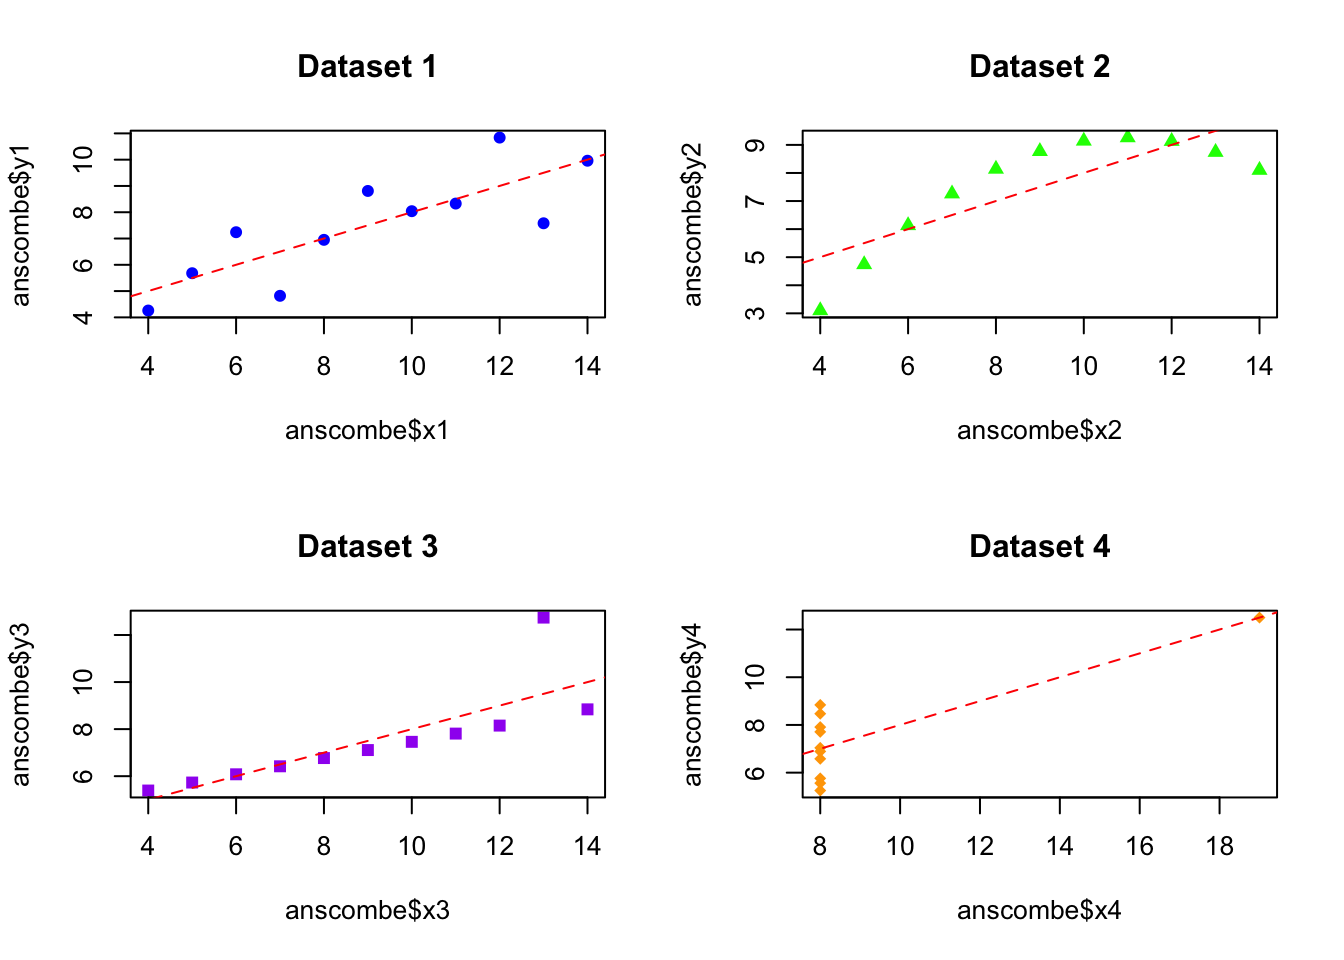 Dataset 1
anscombe$y1
10
8
6
4
4 6 8 10 12 14
anscombe$x1
Dataset 2
anscombe$y2
9
7
5
3
4 6 8 10 12 14
anscombe$x2
Dataset 3
anscombe$y3
10
8
6
4 6 8 10 12 14
anscombe$x3
Dataset 4
anscombe$y4
10
8
6
8 10 12 14 16 18
anscombe$x4